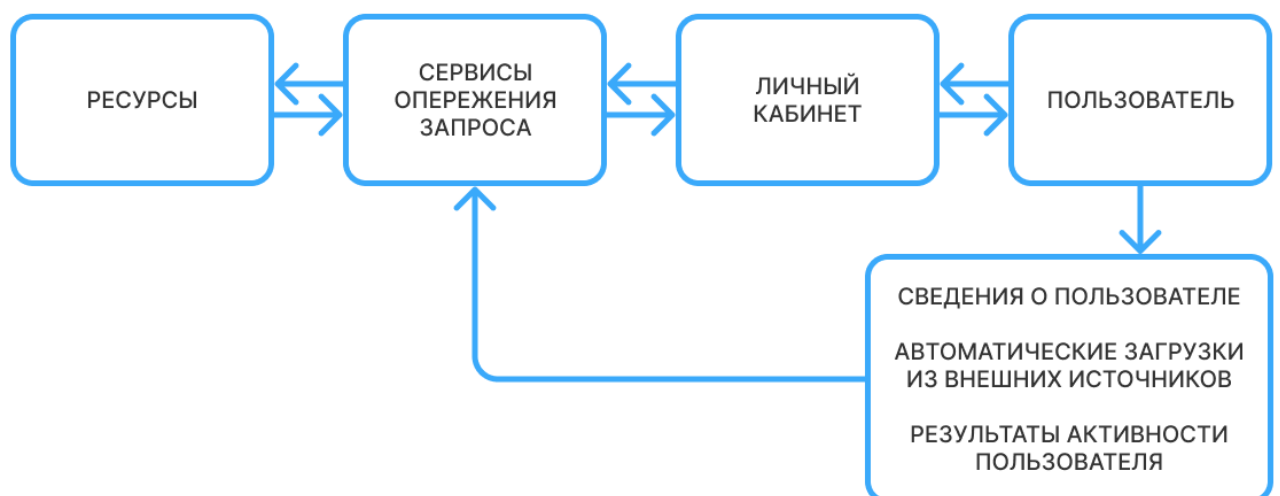 РЕСУРСЫ
СЕРВИСЫ
ОПЕРЕЖЕНИЯ
ЗАПРОСА
ЛИЧНЫЙ
КАБИНЕТ
ПОЛЬЗОВАТЕЛЬ
СВЕДЕНИЯ О ПОЛЬЗОВАТЕЛЕ
АВТОМАТИЧЕСКИЕ ЗАГРУЗКИ
ИЗ ВНЕШНИХ ИСТОЧНИКОВ
РЕЗУЛЬТАТЫ АКТИВНОСТИ
ПОЛЬЗОВАТЕЛЯ